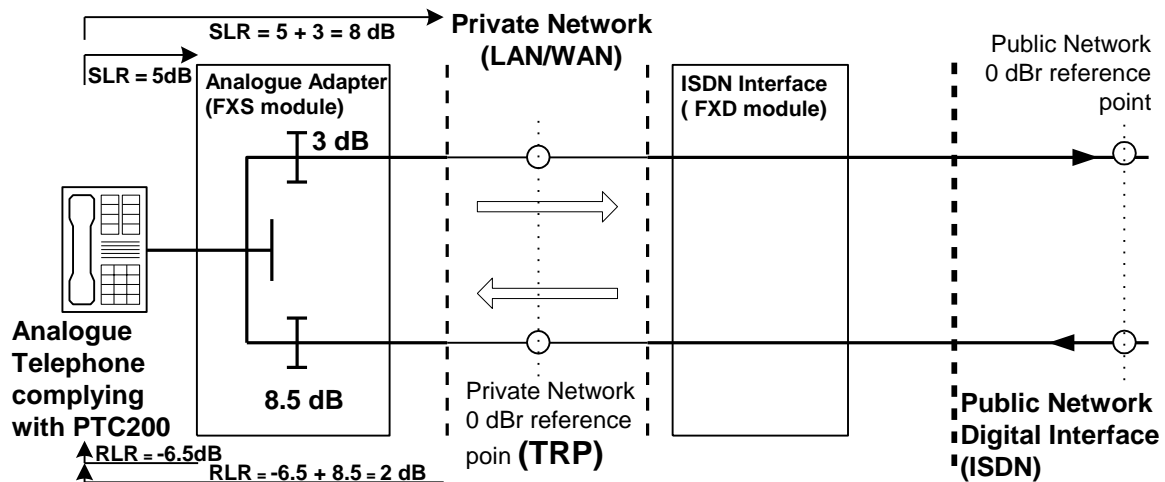 SLR = 5 + 3 = 8 dB
SLR = 5dB
Private Network
(LAN/WAN)
Public Network
0 dBr reference
point
Analogue Adapter
(FXS module)
ISDN Interface
( FXD module)
3 dB
Analogue
Telephone
complying
with PTC200
8.5 dB
Private Network
0 dBr reference
poin (TRP)
Public Network
Digital Interface
(ISDN)
RLR = -6.5dB
RLR = -6.5 + 8.5 = 2 dB